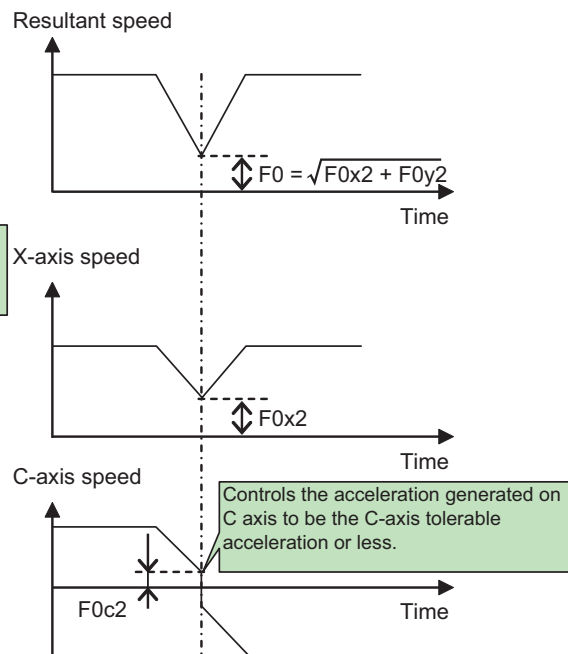 Resultant speed
F0 = √F0x2 + F0y2
Time
X-axis speed
F0x2
Time
C-axis speed
Controls the acceleration generated on
C axis to be the C-axis tolerable
acceleration or less.
F0c2
Time